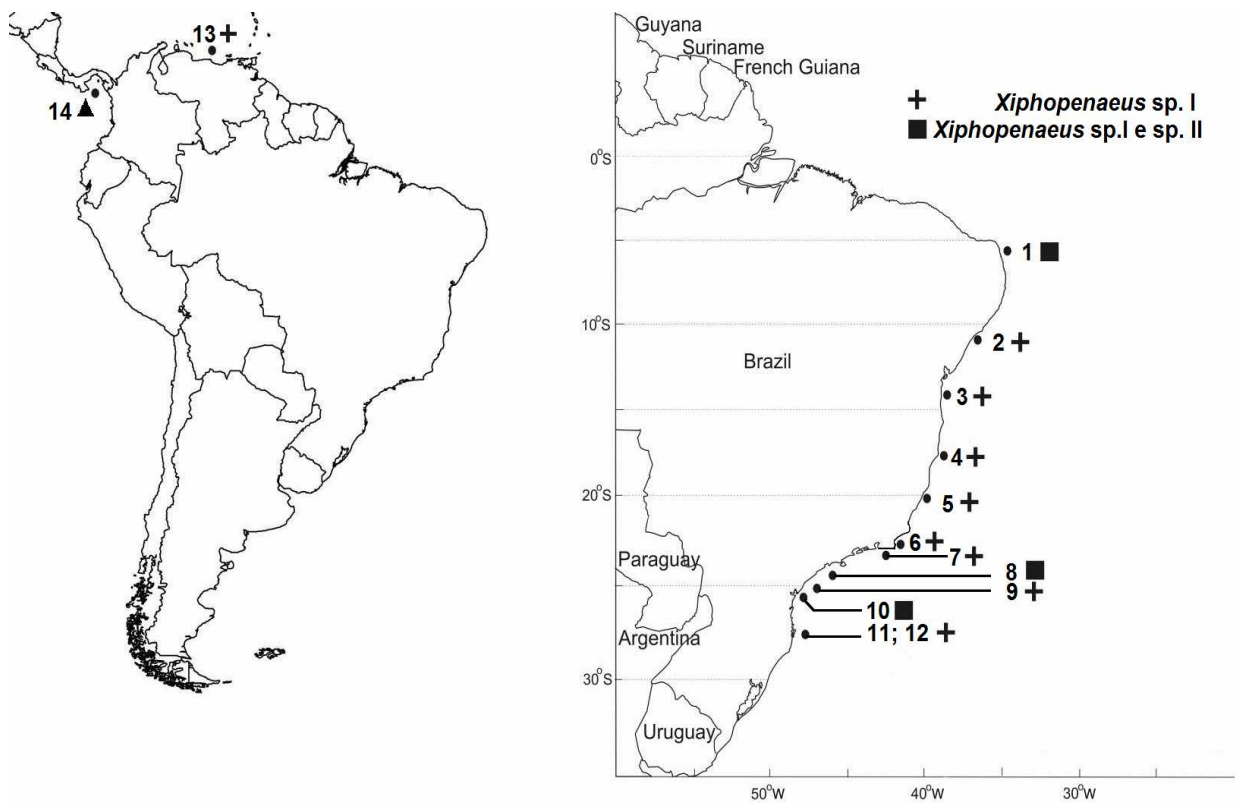 13 +
14 ▲
Guyana
Suriname
French Guiana
+ Xiphopenaeus sp. I
■ Xiphopenaeus sp.I e sp. II
0°S
1 ■
10°S
2 +
Brazil
3 +
4 +
20°S
5 +
6 +
7 +
Paraguay
8 ■
9 +
10 ■
Argentina
11; 12 +
30°S
Uruguay
50°W
40°W
30°W